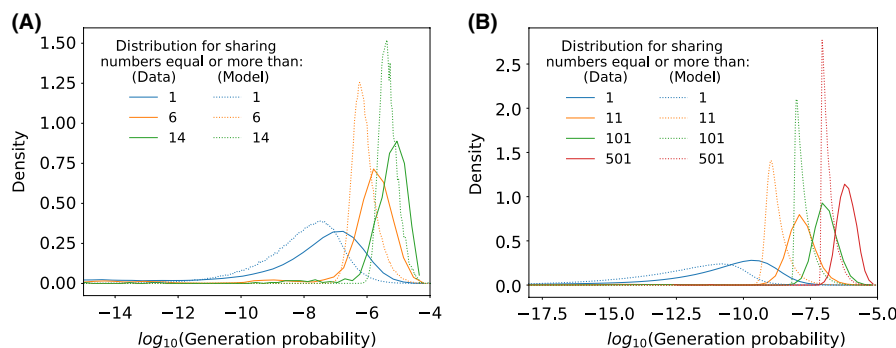 (A)
Distribution for sharing
numbers equal or more than:
(Data) (Model)
1 1
6 6
14 14
Density
1.50
1.25
1.00
0.75
0.50
0.25
0.00
−14 −12 −10 −8 −6 −4
log10(Generation probability)
(B)
Distribution for sharing
numbers equal or more than:
(Data) (Model)
1 1
11 11
101 101
501 501
Density
2.5
2.0
1.5
1.0
0.5
0.0
−17.5 −15.0 −12.5 −10.0 −7.5 −5.0
log10(Generation probability)